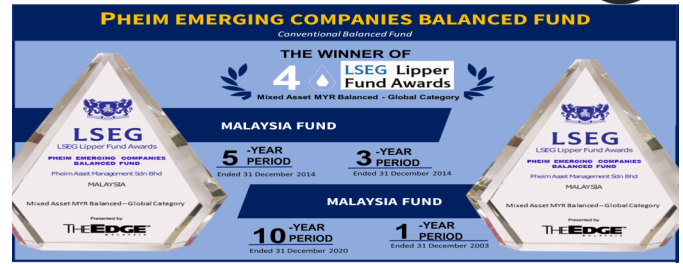 PHEIM EMERGING COMPANIES BALANCED FUND
Conventional Balanced Fund
THE WINNER OF
4
LSEG Lipper
Fund Awards
Mixed Asset MYR Balanced - Global Category
MALAYSIA FUND
5 -YEAR
PERIOD
Ended 31 December 2014
3 -YEAR
PERIOD
Ended 31 December 2014
MALAYSIA FUND
10 -YEAR
PERIOD
Ended 31 December 2020
1 -YEAR
PERIOD
Ended 31 December 2003
LSEG
LSEG Lipper Fund Awards
PHEIM EMERGING COMPANIES
BALANCED FUND
Pheim Asset Management Sdn Bhd
MALAYSIA
Mixed Asset MYR Balanced—Global Category
Presented by
THEEDGE
MALAYSIA
LSEG
LSEG Lipper Fund Awards
PHEIM EMERGING COMPANIES
BALANCED FUND
Pheim Asset Management Sdn Bhd
MALAYSIA
Mixed Asset MYR Balanced—Global Category
Presented by
THEEDGE
MALAYSIA